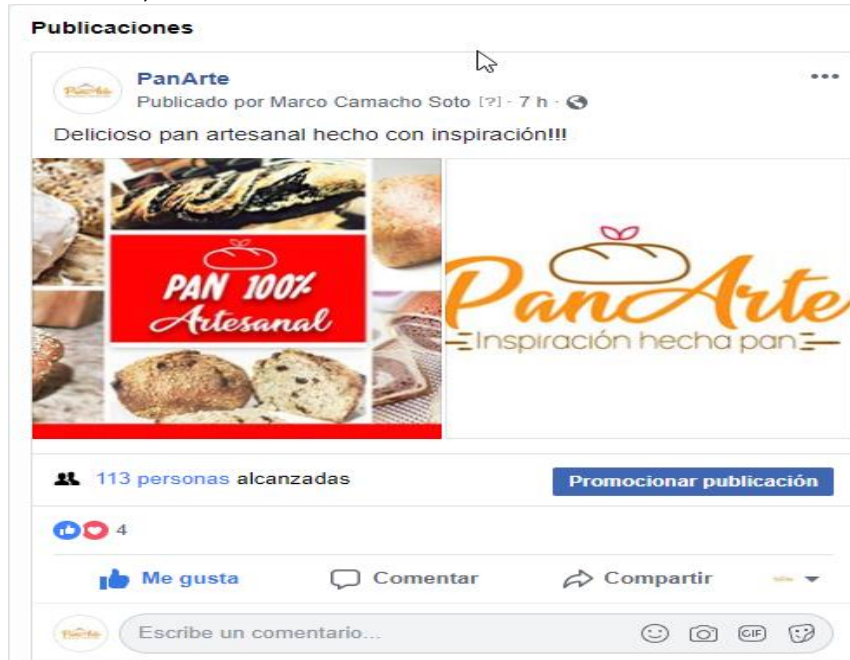 Publicaciones
PanArte
Publicado por Marco Camacho Soto [?] · 7 h ·
Delicioso pan artesanal hecho con inspiración!!!
PAN 100%
Artesanal
PanArte
Inspiración hecha pan
113 personas alcanzadas
Promocionar publicación
4
Me gusta
Comentar
Compartir
Escribe un comentario...
GIF